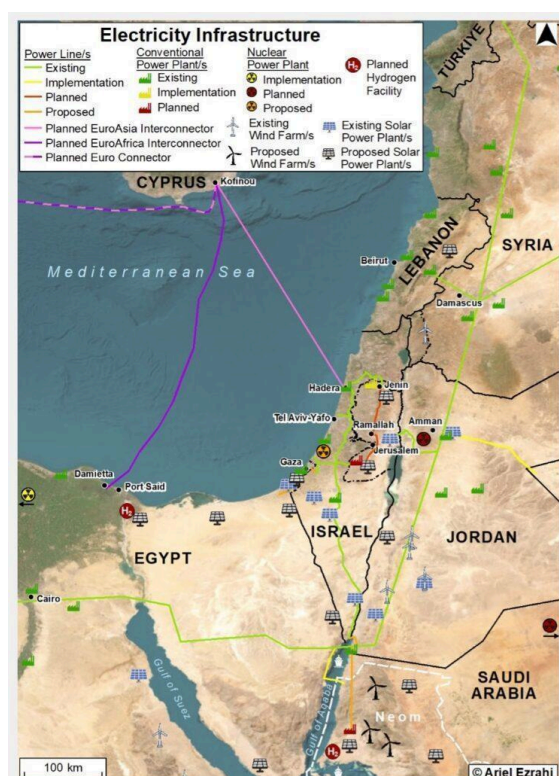 Electricity Infrastructure
Power Line/s
Existing
Implementation
Planned
Proposed
Planned EuroAsia Interconnector
Planned EuroAfrica Interconnector
Planned Euro Connector
Conventional
Power Plant/s
Existing
Implementation
Planned
Nuclear
Power Plant
Implementation
Planned
Proposed
H₂
Planned
Hydrogen
Facility
Existing
Wind Farm/s
Proposed
Wind Farm/s
Existing Solar
Power Plant/s
Proposed Solar
Power Plant/s
TÜRKIYE
CYPRUS
Kofinou
Mediterranean Sea
LEBANON
Beirut
SYRIA
Damascus
Hadera
Jenin
Tel Aviv-Yafo
Ramallah
Amman
Jerusalem
Gaza
Damietta
Port Said
H₂
ISRAEL
JORDAN
EGYPT
Cairo
Gulf of Suez
Gulf of Aqaba
SAUDI
ARABIA
Neom
H₂
100 km
© Ariel Ezrahi